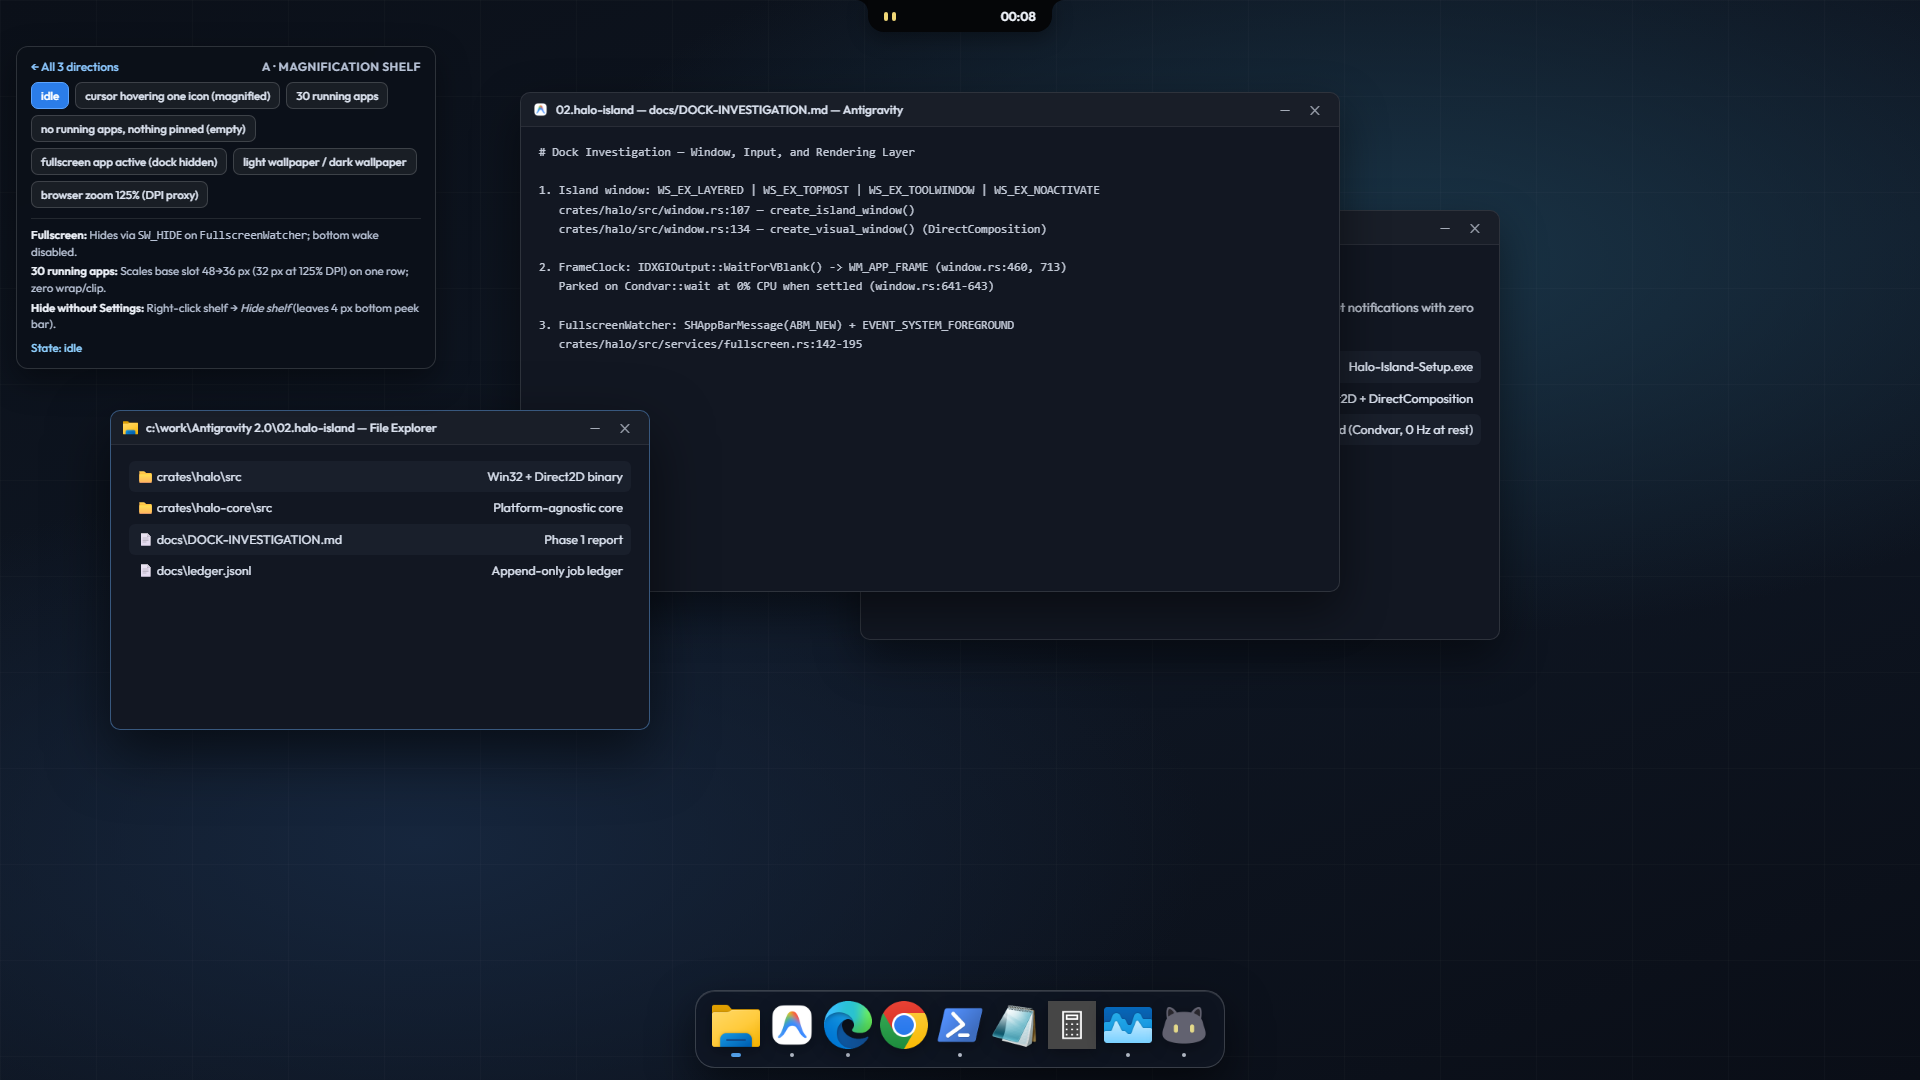 00:08
← All 3 directions
A · MAGNIFICATION SHELF
idle
cursor hovering one icon (magnified)
30 running apps
no running apps, nothing pinned (empty)
fullscreen app active (dock hidden)
light wallpaper / dark wallpaper
browser zoom 125% (DPI proxy)
Fullscreen: Hides via SW_HIDE on FullscreenWatcher; bottom wake
disabled.
30 running apps: Scales base slot 48→36 px (32 px at 125% DPI) on one row;
zero wrap/clip.
Hide without Settings: Right-click shelf → Hide shelf (leaves 4 px bottom peek
bar).
State: idle
02.halo-island — docs/DOCK-INVESTIGATION.md — Antigravity
# Dock Investigation — Window, Input, and Rendering Layer
1. Island window: WS_EX_LAYERED | WS_EX_TOPMOST | WS_EX_TOOLWINDOW | WS_EX_NOACTIVATE
crates/halo/src/window.rs:107 — create_island_window()
crates/halo/src/window.rs:134 — create_visual_window() (DirectComposition)
2. FrameClock: IDXGIOutput::WaitForVBlank() -> WM_APP_FRAME (window.rs:460, 713)
Parked on Condvar::wait at 0% CPU when settled (window.rs:641-643)
3. FullscreenWatcher: SHAppBarMessage(ABM_NEW) + EVENT_SYSTEM_FOREGROUND
crates/halo/src/services/fullscreen.rs:142-195
notifications with zero
Halo-Island-Setup.exe
2D + DirectComposition
d (Condvar, 0 Hz at rest)
c:\work\Antigravity 2.0\02.halo-island — File Explorer
crates\halo\src
Win32 + Direct2D binary
crates\halo-core\src
Platform-agnostic core
docs\DOCK-INVESTIGATION.md
Phase 1 report
docs\ledger.jsonl
Append-only job ledger